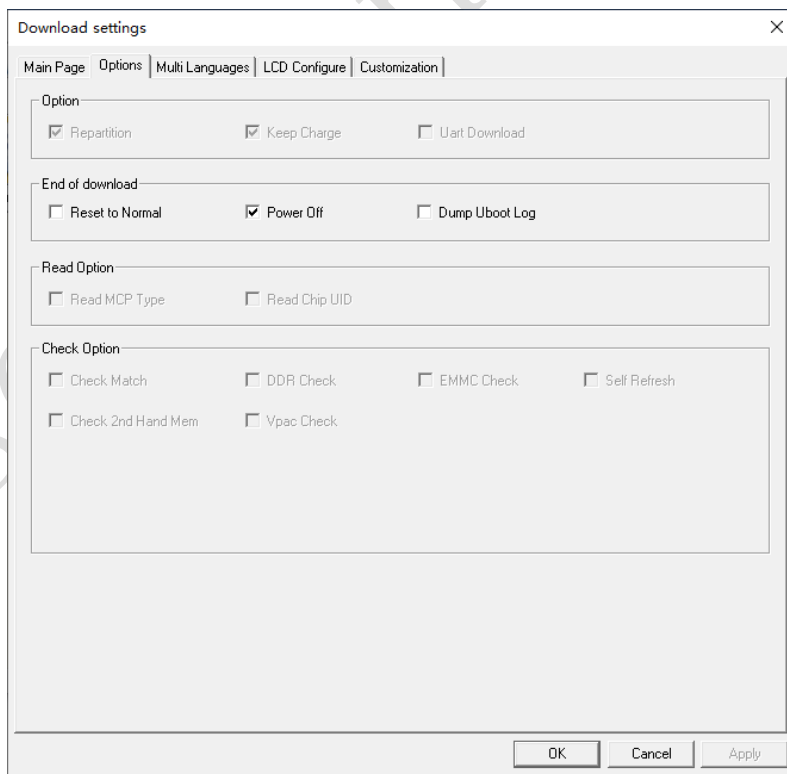 Download settings
Main Page Options Multi Languages LCD Configure Customization
Option
Repartition Keep Charge Uart Download
End of download
Reset to Normal Power Off Dump Uboot Log
Read Option
Read MCP Type Read Chip UID
Check Option
Check Match DDR Check EMMC Check Self Refresh
Check 2nd Hand Mem Vpac Check
OK Cancel Apply